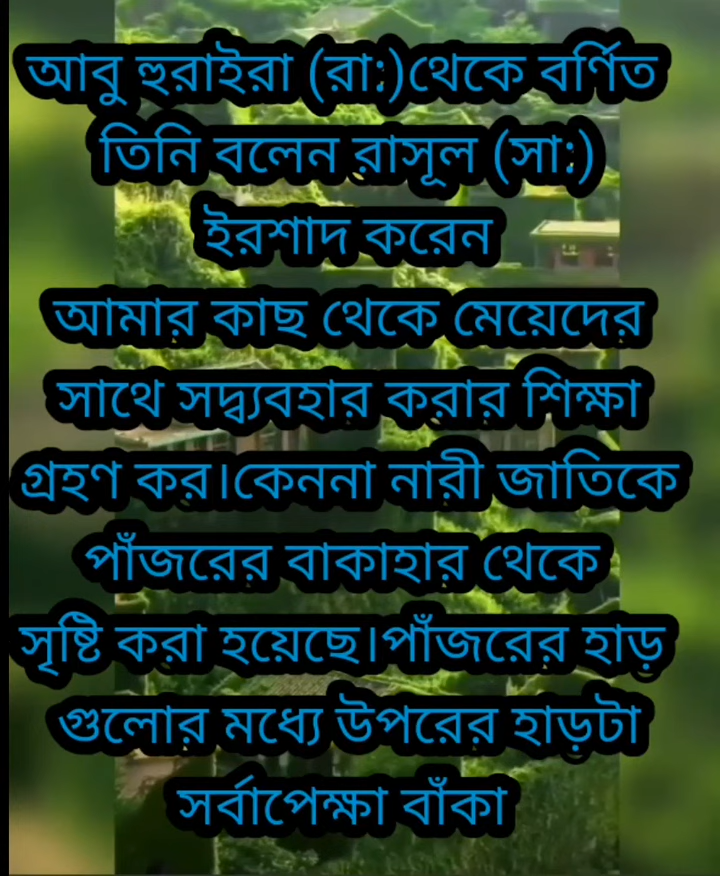 আবু হুরাইরা (রা:)থেকে বর্ণিত
তিনি বলেন রাসূল (সা:)
ইরশাদ করেন
আমার কাছ থেকে মেয়েদের
সাথে সদ্ব্যবহার করার শিক্ষা
গ্রহণ কর।কেননা নারী জাতিকে
পাঁজরের বাকাহার থেকে
সৃষ্টি করা হয়েছে।পাঁজরের হাড়
গুলোর মধ্যে উপরের হাড়টা
সর্বাপেক্ষা বাঁকা